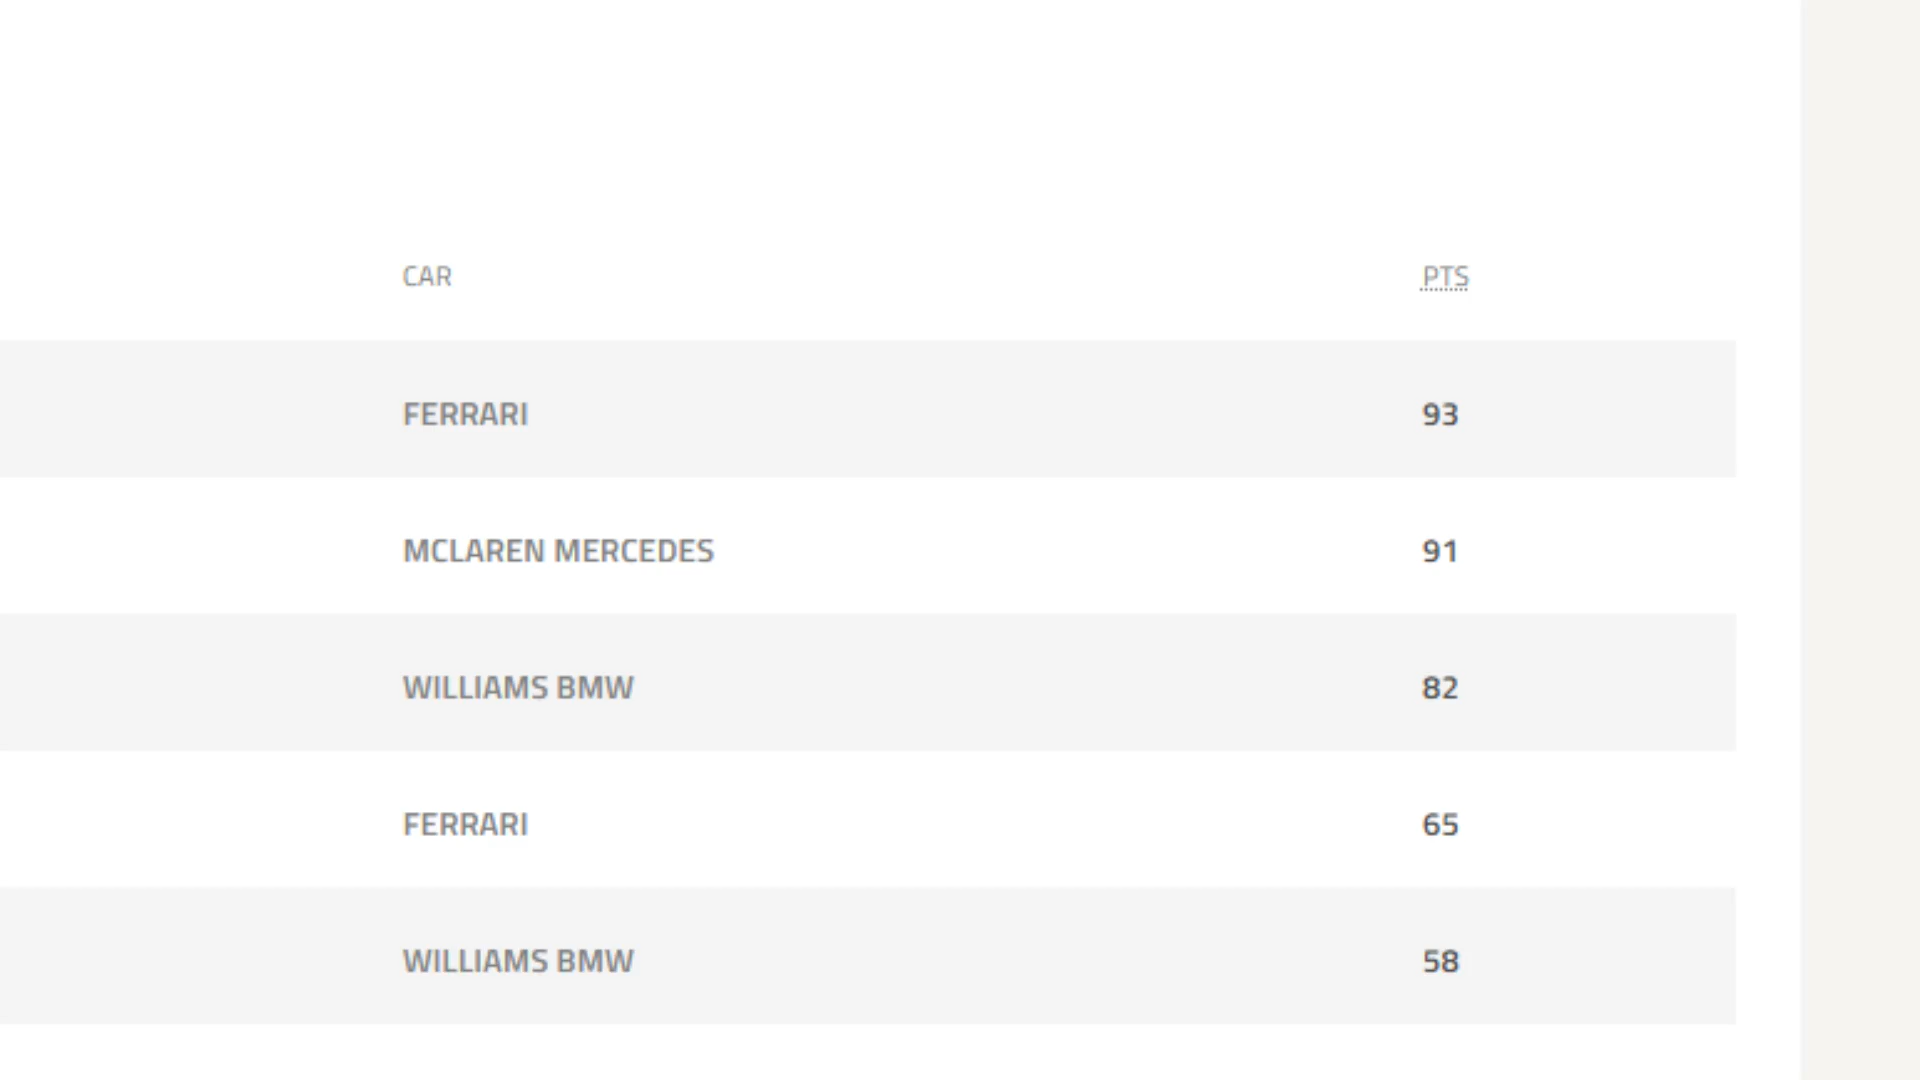 CAR PTS
FERRARI 93
MCLAREN MERCEDES 91
WILLIAMS BMW 82
FERRARI 65
WILLIAMS BMW 58